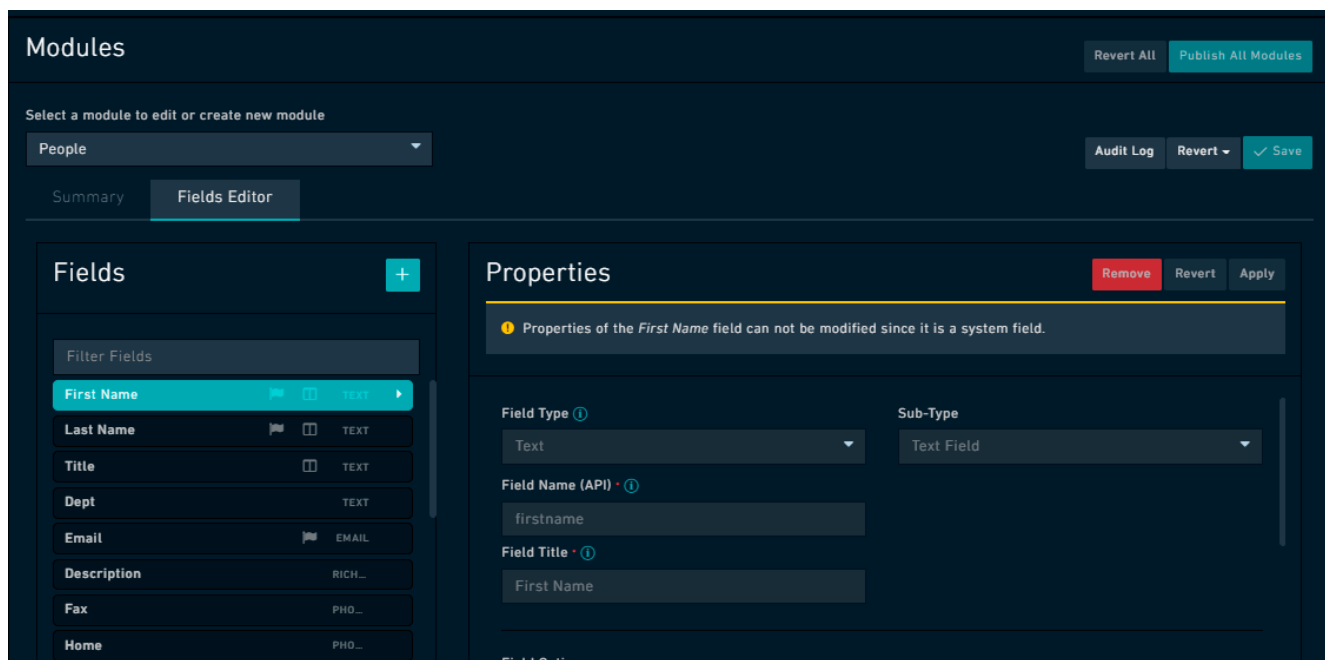 Modules
Revert All
Publish All Modules
Select a module to edit or create new module
People
Audit Log
Revert
Save
Summary
Fields Editor
Fields
+
Properties
Remove
Revert
Apply
Properties of the First Name field can not be modified since it is a system field.
Filter Fields
First Name TEXT
Last Name TEXT
Title TEXT
Dept TEXT
Email EMAIL
Description RICH…
Fax PHO…
Home PHO…
Field Type
Sub-Type
Text
Text Field
Field Name (API) •
firstname
Field Title •
First Name